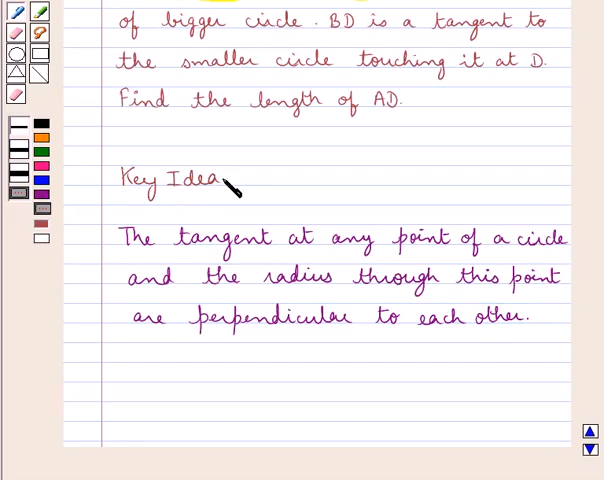 of bigger circle. BD is a tangent to
the smaller circle touching it at D.
Find the length of AD.
Key Idea
The tangent at any point of a circle
and the radius through this point
are perpendicular to each other.